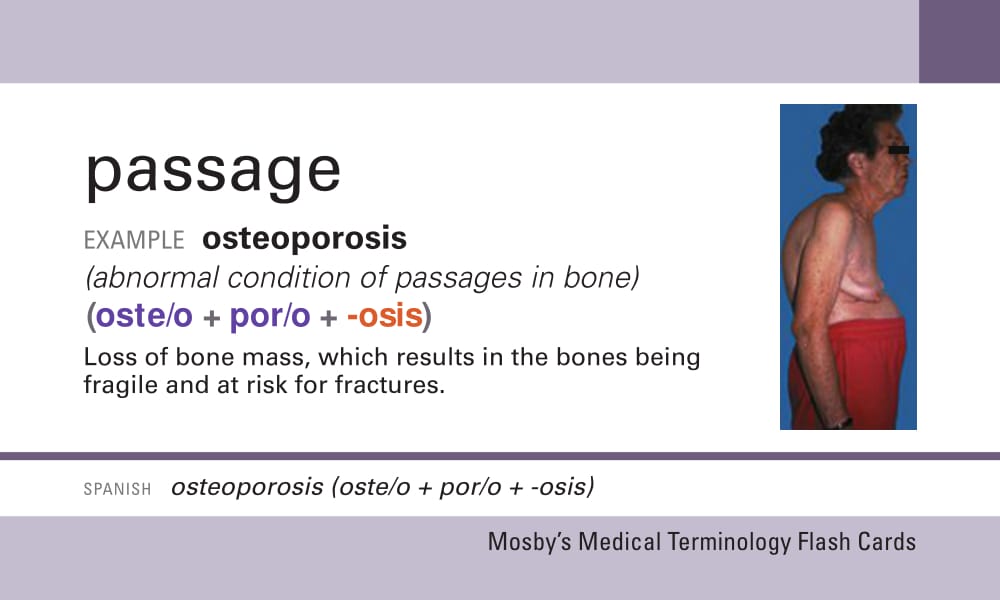 passage
EXAMPLE osteoporosis
(abnormal condition of passages in bone)
(oste/o + por/o + -osis)
Loss of bone mass, which results in the bones being
fragile and at risk for fractures.
SPANISH osteoporosis (oste/o + por/o + -osis)
Mosby’s Medical Terminology Flash Cards